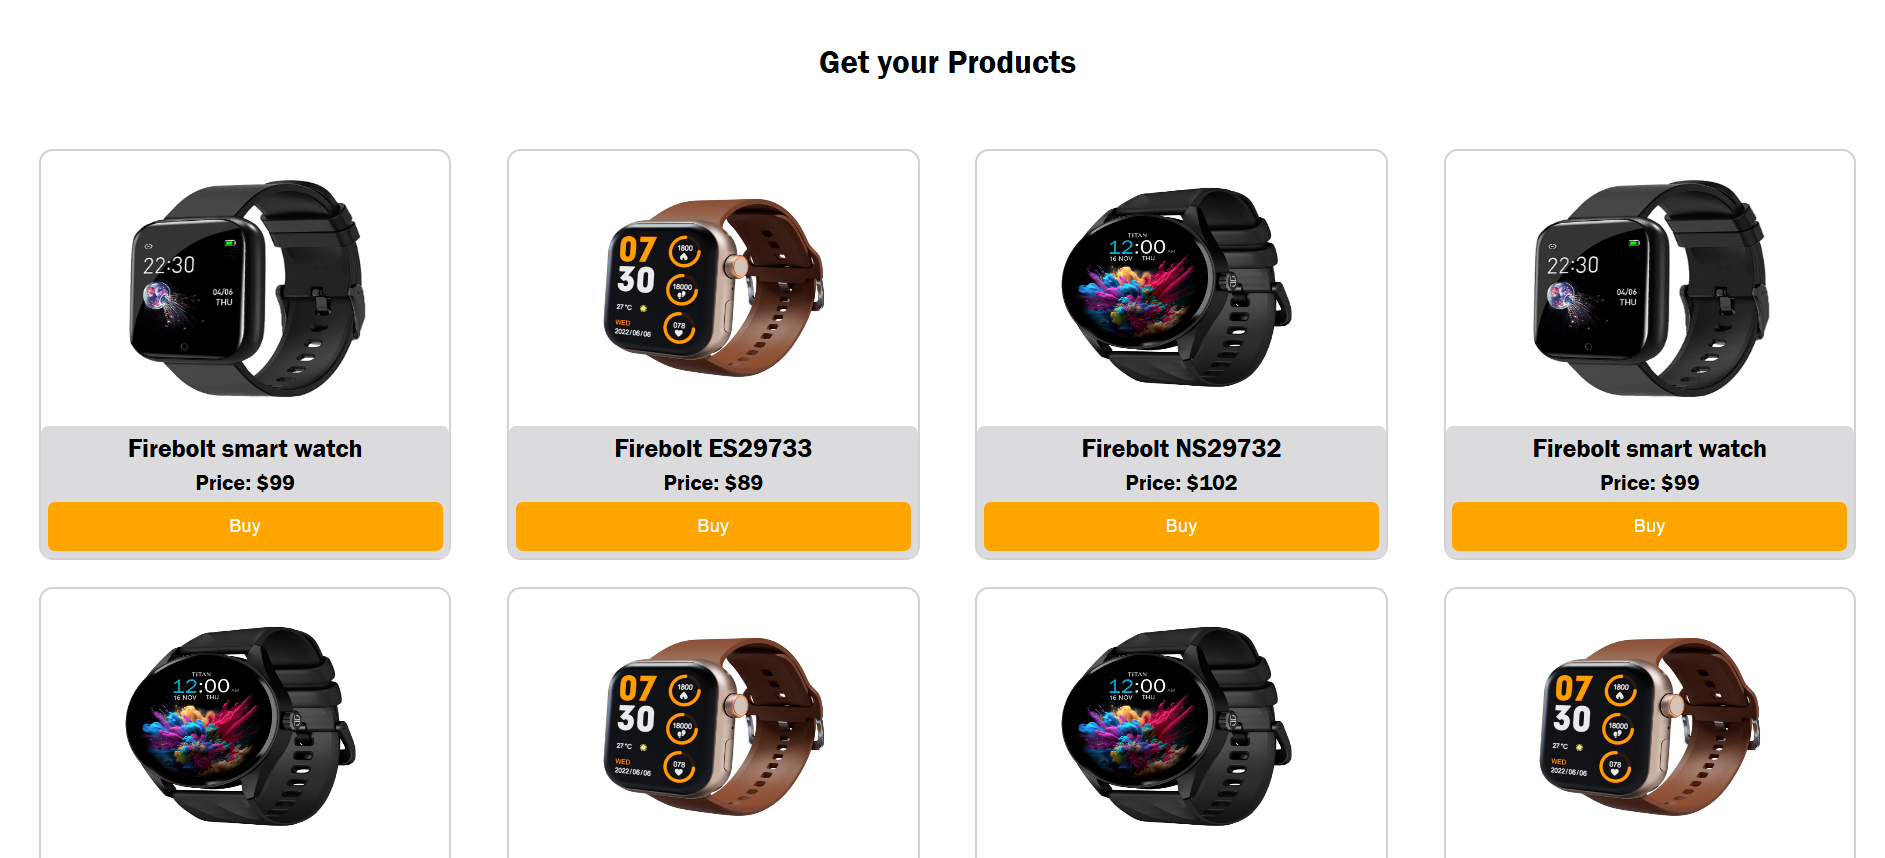 Get your Products
22:30
04/06
THU
07
30
1800
18000
27°C
WED
2022/06/06
078
TITAN
12:00 AM
16 NOV THU
22:30
04/06
THU
Firebolt smart watch
Price: $99
Buy
Firebolt ES29733
Price: $89
Buy
Firebolt NS29732
Price: $102
Buy
Firebolt smart watch
Price: $99
Buy
TITAN
12:00 AM
16 NOV THU
07
30
1800
18000
27°C
WED
2022/06/06
078
TITAN
12:00 AM
16 NOV THU
07
30
1800
18000
27°C
WED
2022/06/06
078